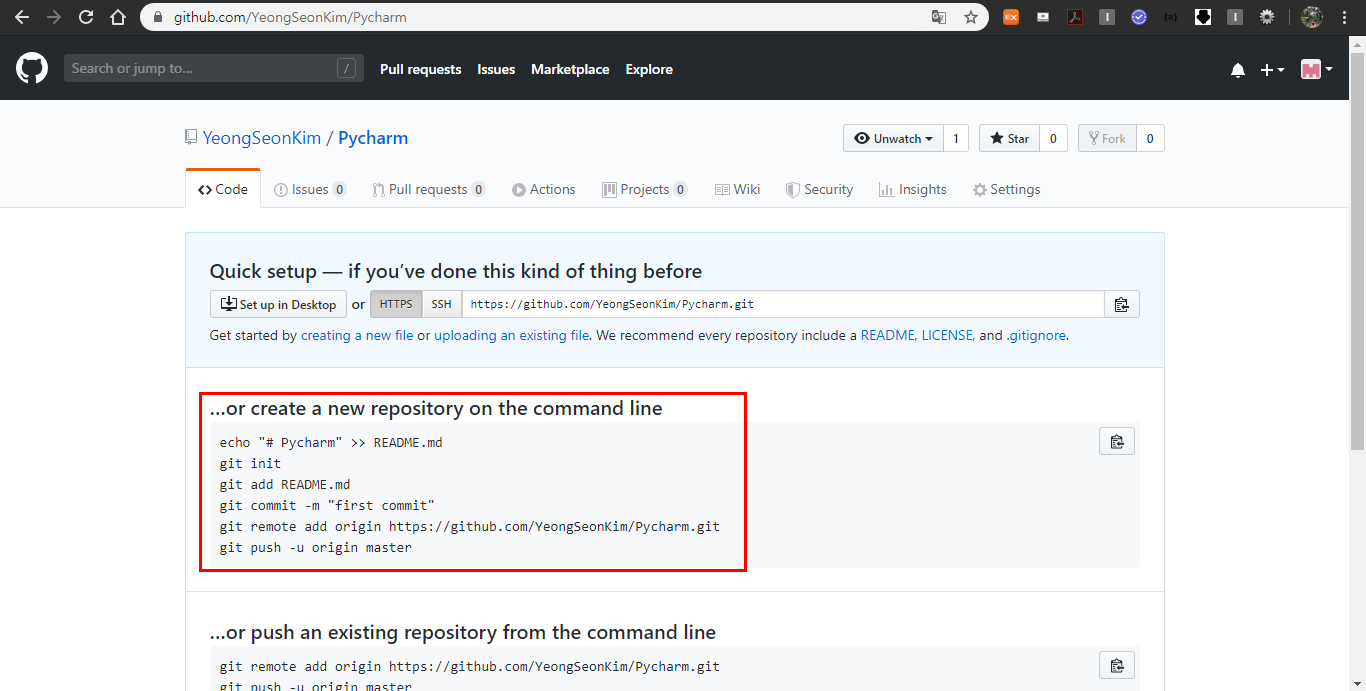 github.com/YeongSeonKim/Pycharm
Search or jump to... /
Pull requests Issues Marketplace Explore
YeongSeonKim / Pycharm
Unwatch 1 Star 0 Fork 0
Code Issues 0 Pull requests 0 Actions Projects 0 Wiki Security Insights Settings
Quick setup — if you’ve done this kind of thing before
Set up in Desktop or HTTPS SSH https://github.com/YeongSeonKim/Pycharm.git
Get started by creating a new file or uploading an existing file. We recommend every repository include a README, LICENSE, and .gitignore.
…or create a new repository on the command line
echo "# Pycharm" >> README.md
git init
git add README.md
git commit -m "first commit"
git remote add origin https://github.com/YeongSeonKim/Pycharm.git
git push -u origin master
…or push an existing repository from the command line
git remote add origin https://github.com/YeongSeonKim/Pycharm.git
git push -u origin master